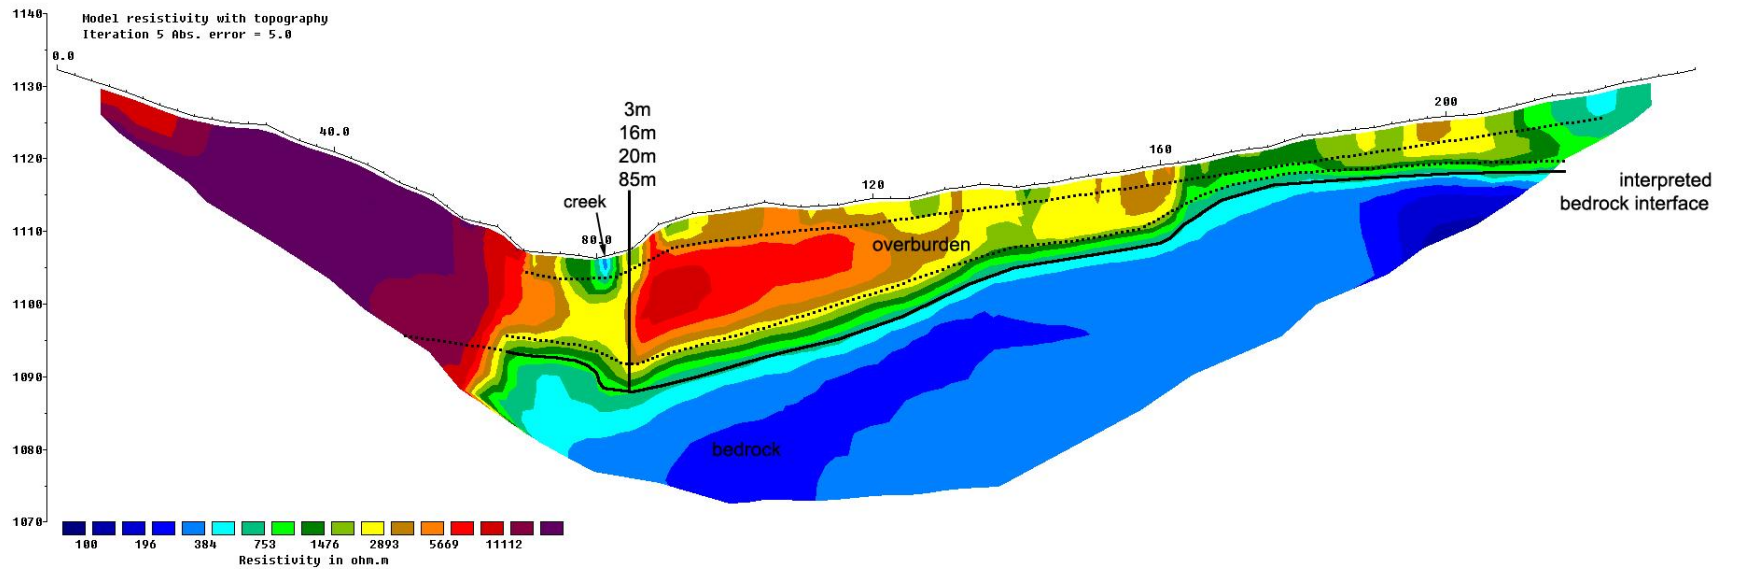 1140
Model resistivity with topography
Iteration 5 Abs. error = 5.0
0.0
1130
3m
16m
20m
85m
40.0
200
160
1120
120
interpreted
bedrock interface
creek
80.0
1110
overburden
1100
1090
1080
bedrock
1070
100 196 384 753 1476 2893 5669 11112
Resistivity in ohm.m